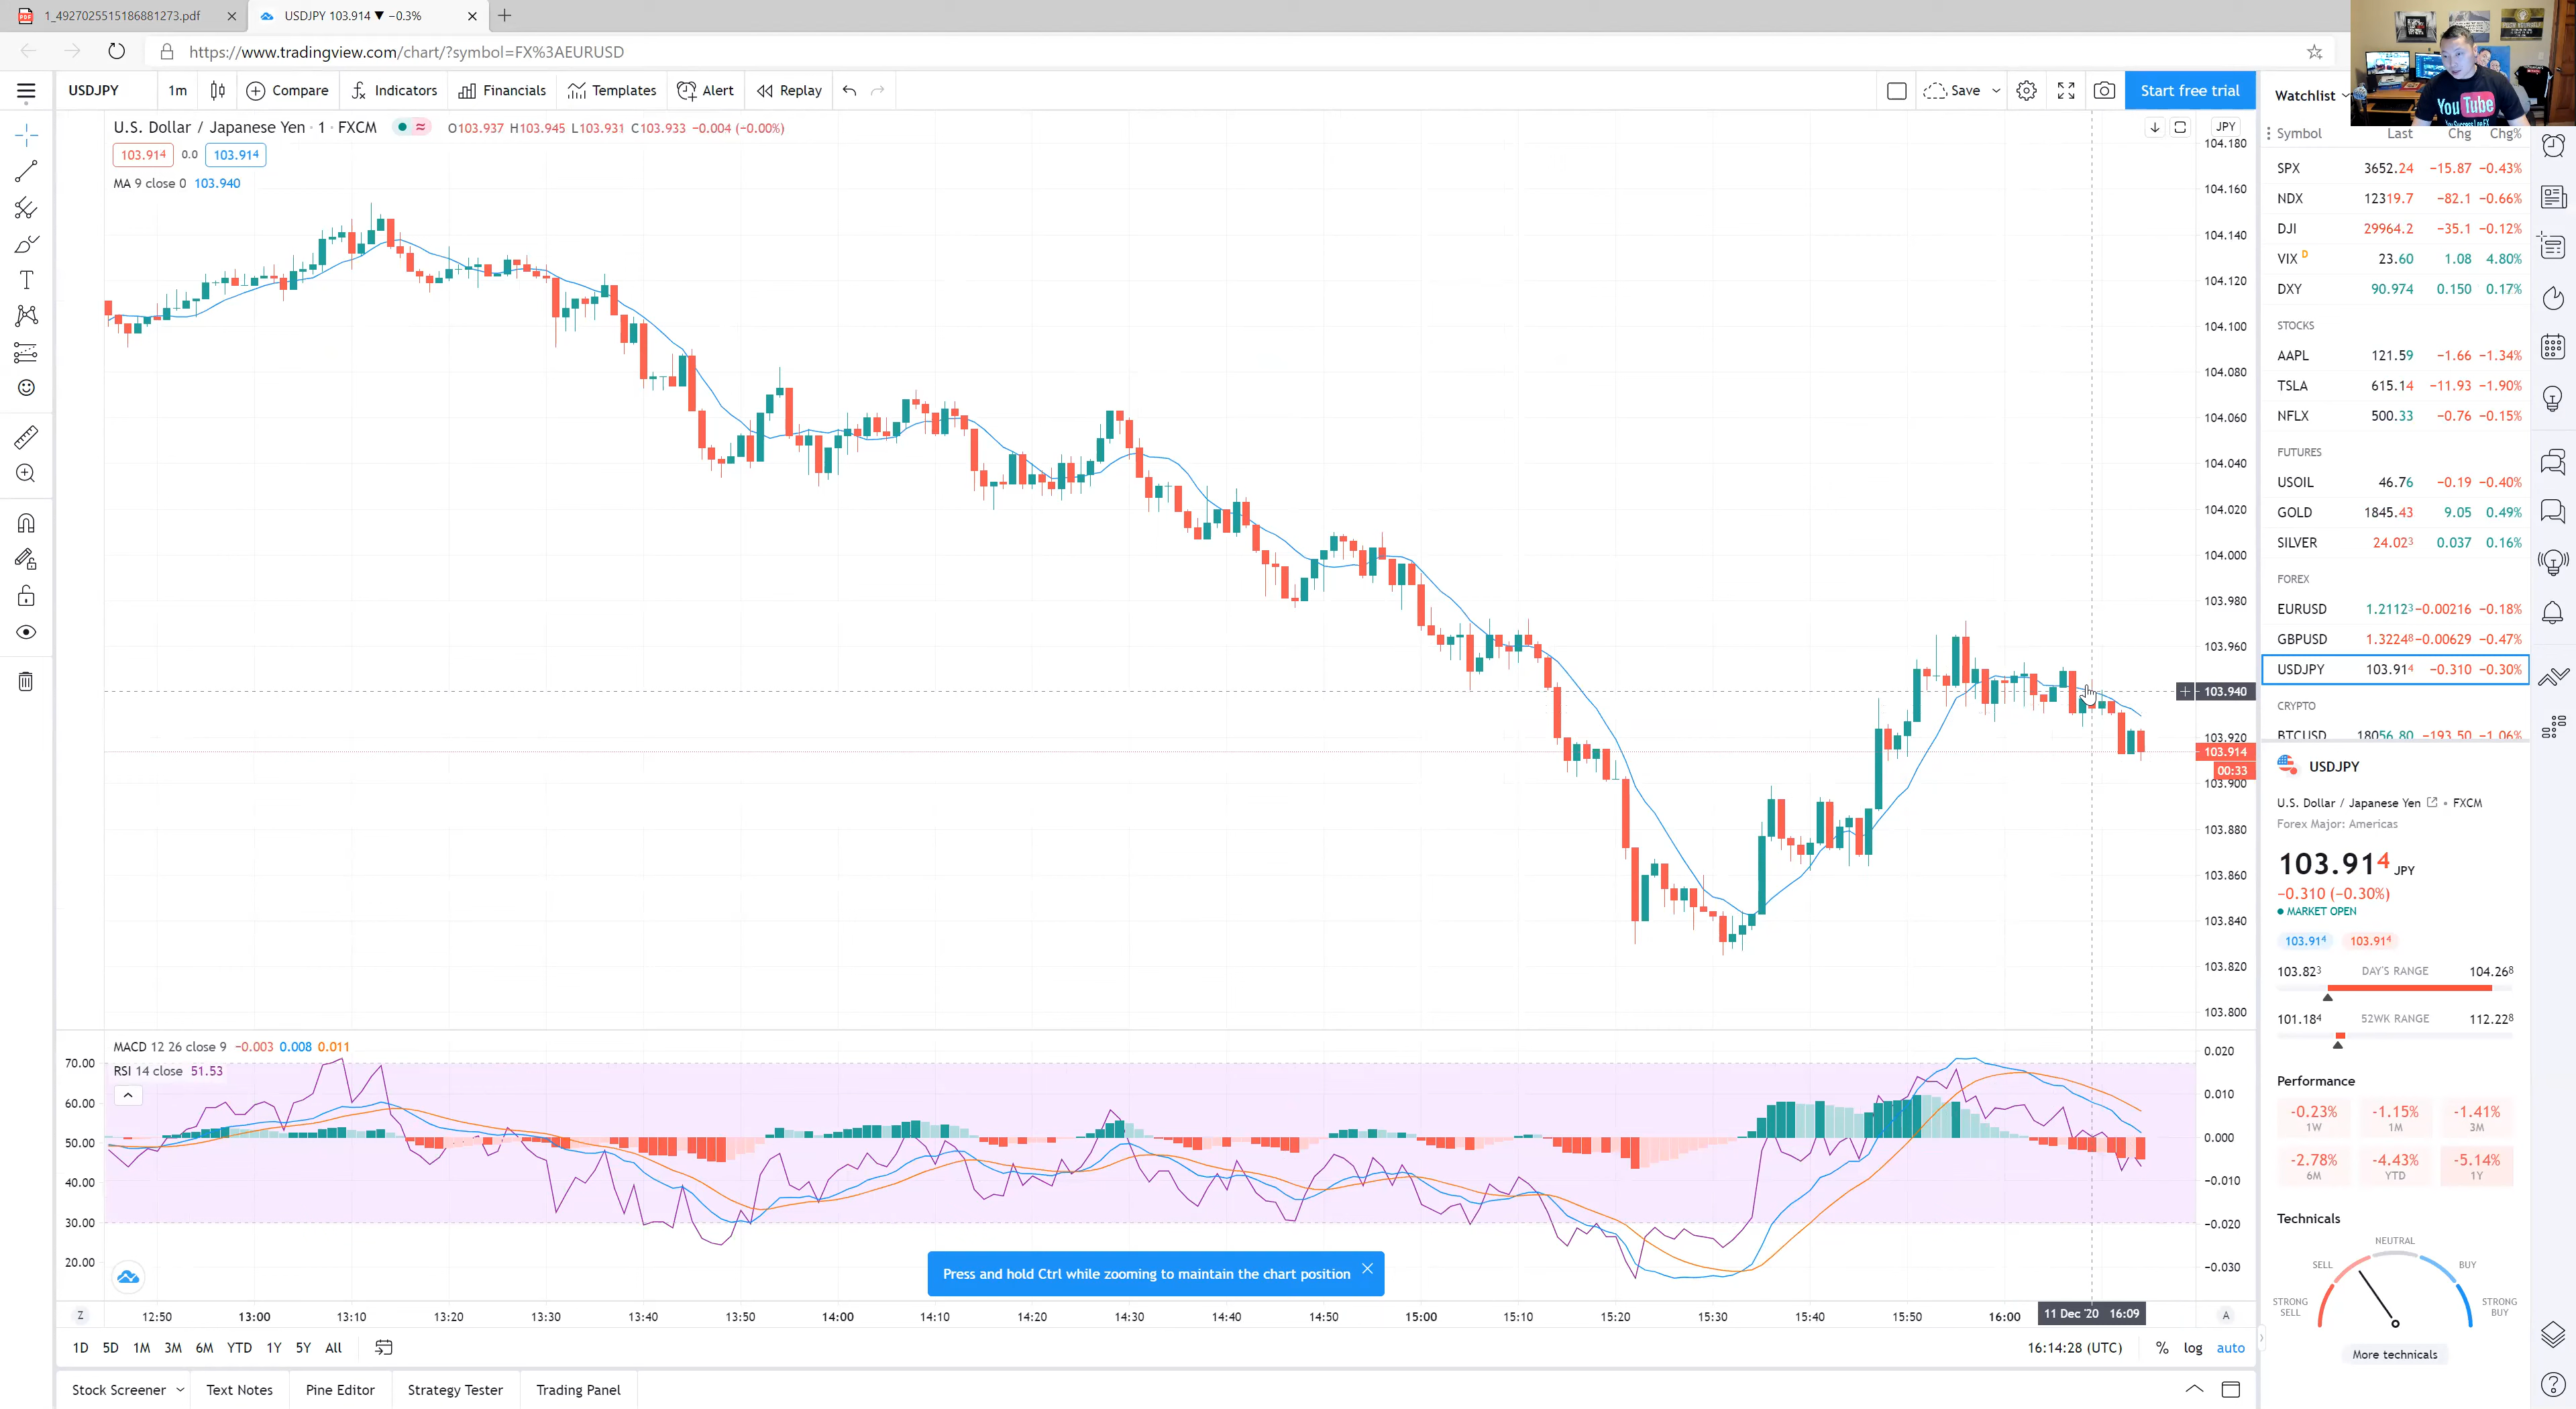 1_4927025515186881273.pdf
USDJPY 103.914 ▼ −0.3%
https://www.tradingview.com/chart/?symbol=FX%3AEURUSD
USDJPY 1m Compare Indicators Financials Templates Alert Replay Save Start free trial
U.S. Dollar / Japanese Yen · 1 · FXCM O103.937 H103.945 L103.931 C103.933 −0.004 (−0.00%)
103.914 0.0 103.914
MA 9 close 0 103.940
JPY
104.180
104.160
104.140
104.120
104.100
104.080
104.060
104.040
104.020
104.000
103.980
103.960
103.940
103.920
103.914
00:33
103.900
103.880
103.860
103.840
103.820
103.800
MACD 12 26 close 9 −0.003 0.008 0.011
RSI 14 close 51.53
70.00
60.00
50.00
40.00
30.00
20.00
0.020
0.010
0.000
−0.010
−0.020
−0.030
Press and hold Ctrl while zooming to maintain the chart position
Z 12:50 13:00 13:10 13:20 13:30 13:40 13:50 14:00 14:10 14:20 14:30 14:40 14:50 15:00 15:10 15:20 15:30 15:40 15:50 16:00 11 Dec '20 16:09 A
1D 5D 1M 3M 6M YTD 1Y 5Y All 16:14:28 (UTC) % log auto
Stock Screener Text Notes Pine Editor Strategy Tester Trading Panel
You Tube
Watchlist
Symbol Last Chg Chg%
SPX 3652.24 −15.87 −0.43%
NDX 12319.7 −82.1 −0.66%
DJI 29964.2 −35.1 −0.12%
VIX D 23.60 1.08 4.80%
DXY 90.974 0.150 0.17%
STOCKS
AAPL 121.59 −1.66 −1.34%
TSLA 615.14 −11.93 −1.90%
NFLX 500.33 −0.76 −0.15%
FUTURES
USOIL 46.76 −0.19 −0.40%
GOLD 1845.43 9.05 0.49%
SILVER 24.023 0.037 0.16%
FOREX
EURUSD 1.21123 −0.00216 −0.18%
GBPUSD 1.32248 −0.00629 −0.47%
USDJPY 103.914 −0.310 −0.30%
CRYPTO
BTCUSD 18056.80 −193.50 −1.06%
USDJPY
U.S. Dollar / Japanese Yen • FXCM
Forex Major: Americas
103.914 JPY
−0.310 (−0.30%)
MARKET OPEN
103.914 103.914
103.823 DAY'S RANGE 104.268
101.184 52WK RANGE 112.228
Performance
-0.23% -1.15% -1.41%
1W 1M 3M
-2.78% -4.43% -5.14%
6M YTD 1Y
Technicals
NEUTRAL
SELL BUY
STRONG SELL STRONG BUY
More technicals